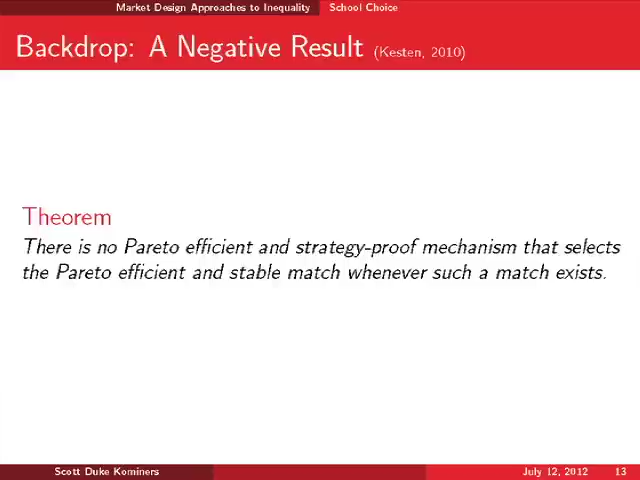 Market Design Approaches to Inequality School Choice
Backdrop: A Negative Result (Kesten, 2010)
Theorem
There is no Pareto efficient and strategy-proof mechanism that selects
the Pareto efficient and stable match whenever such a match exists.
Scott Duke Kominers July 12, 2012 13